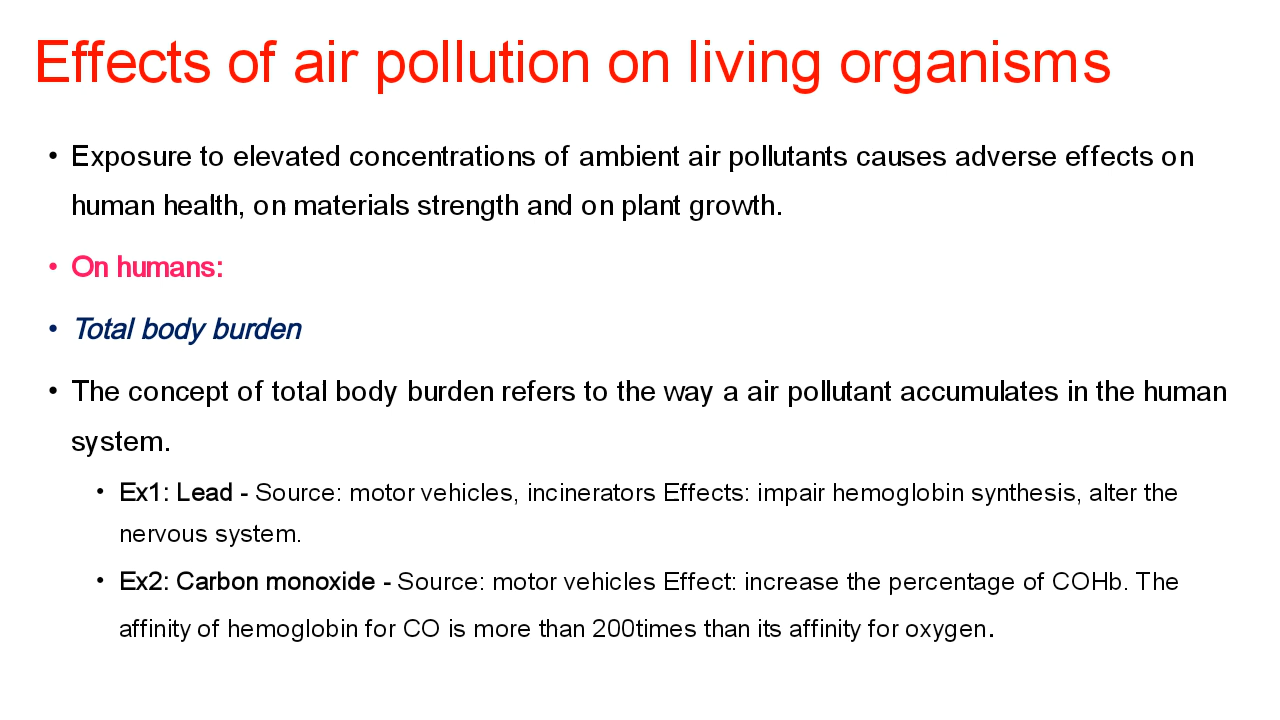 Effects of air pollution on living organisms
• Exposure to elevated concentrations of ambient air pollutants causes adverse effects on
human health, on materials strength and on plant growth.
• On humans:
• Total body burden
• The concept of total body burden refers to the way a air pollutant accumulates in the human
system.
• Ex1: Lead - Source: motor vehicles, incinerators Effects: impair hemoglobin synthesis, alter the
nervous system.
• Ex2: Carbon monoxide - Source: motor vehicles Effect: increase the percentage of COHb. The
affinity of hemoglobin for CO is more than 200times than its affinity for oxygen.